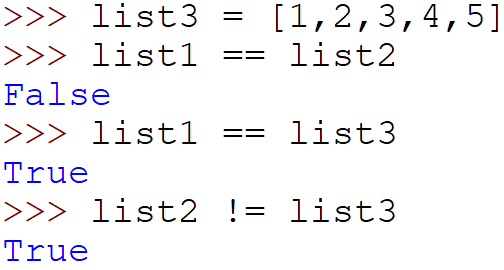 >>> list3 = [1,2,3,4,5]
>>> list1 == list2
False
>>> list1 == list3
True
>>> list2 != list3
True